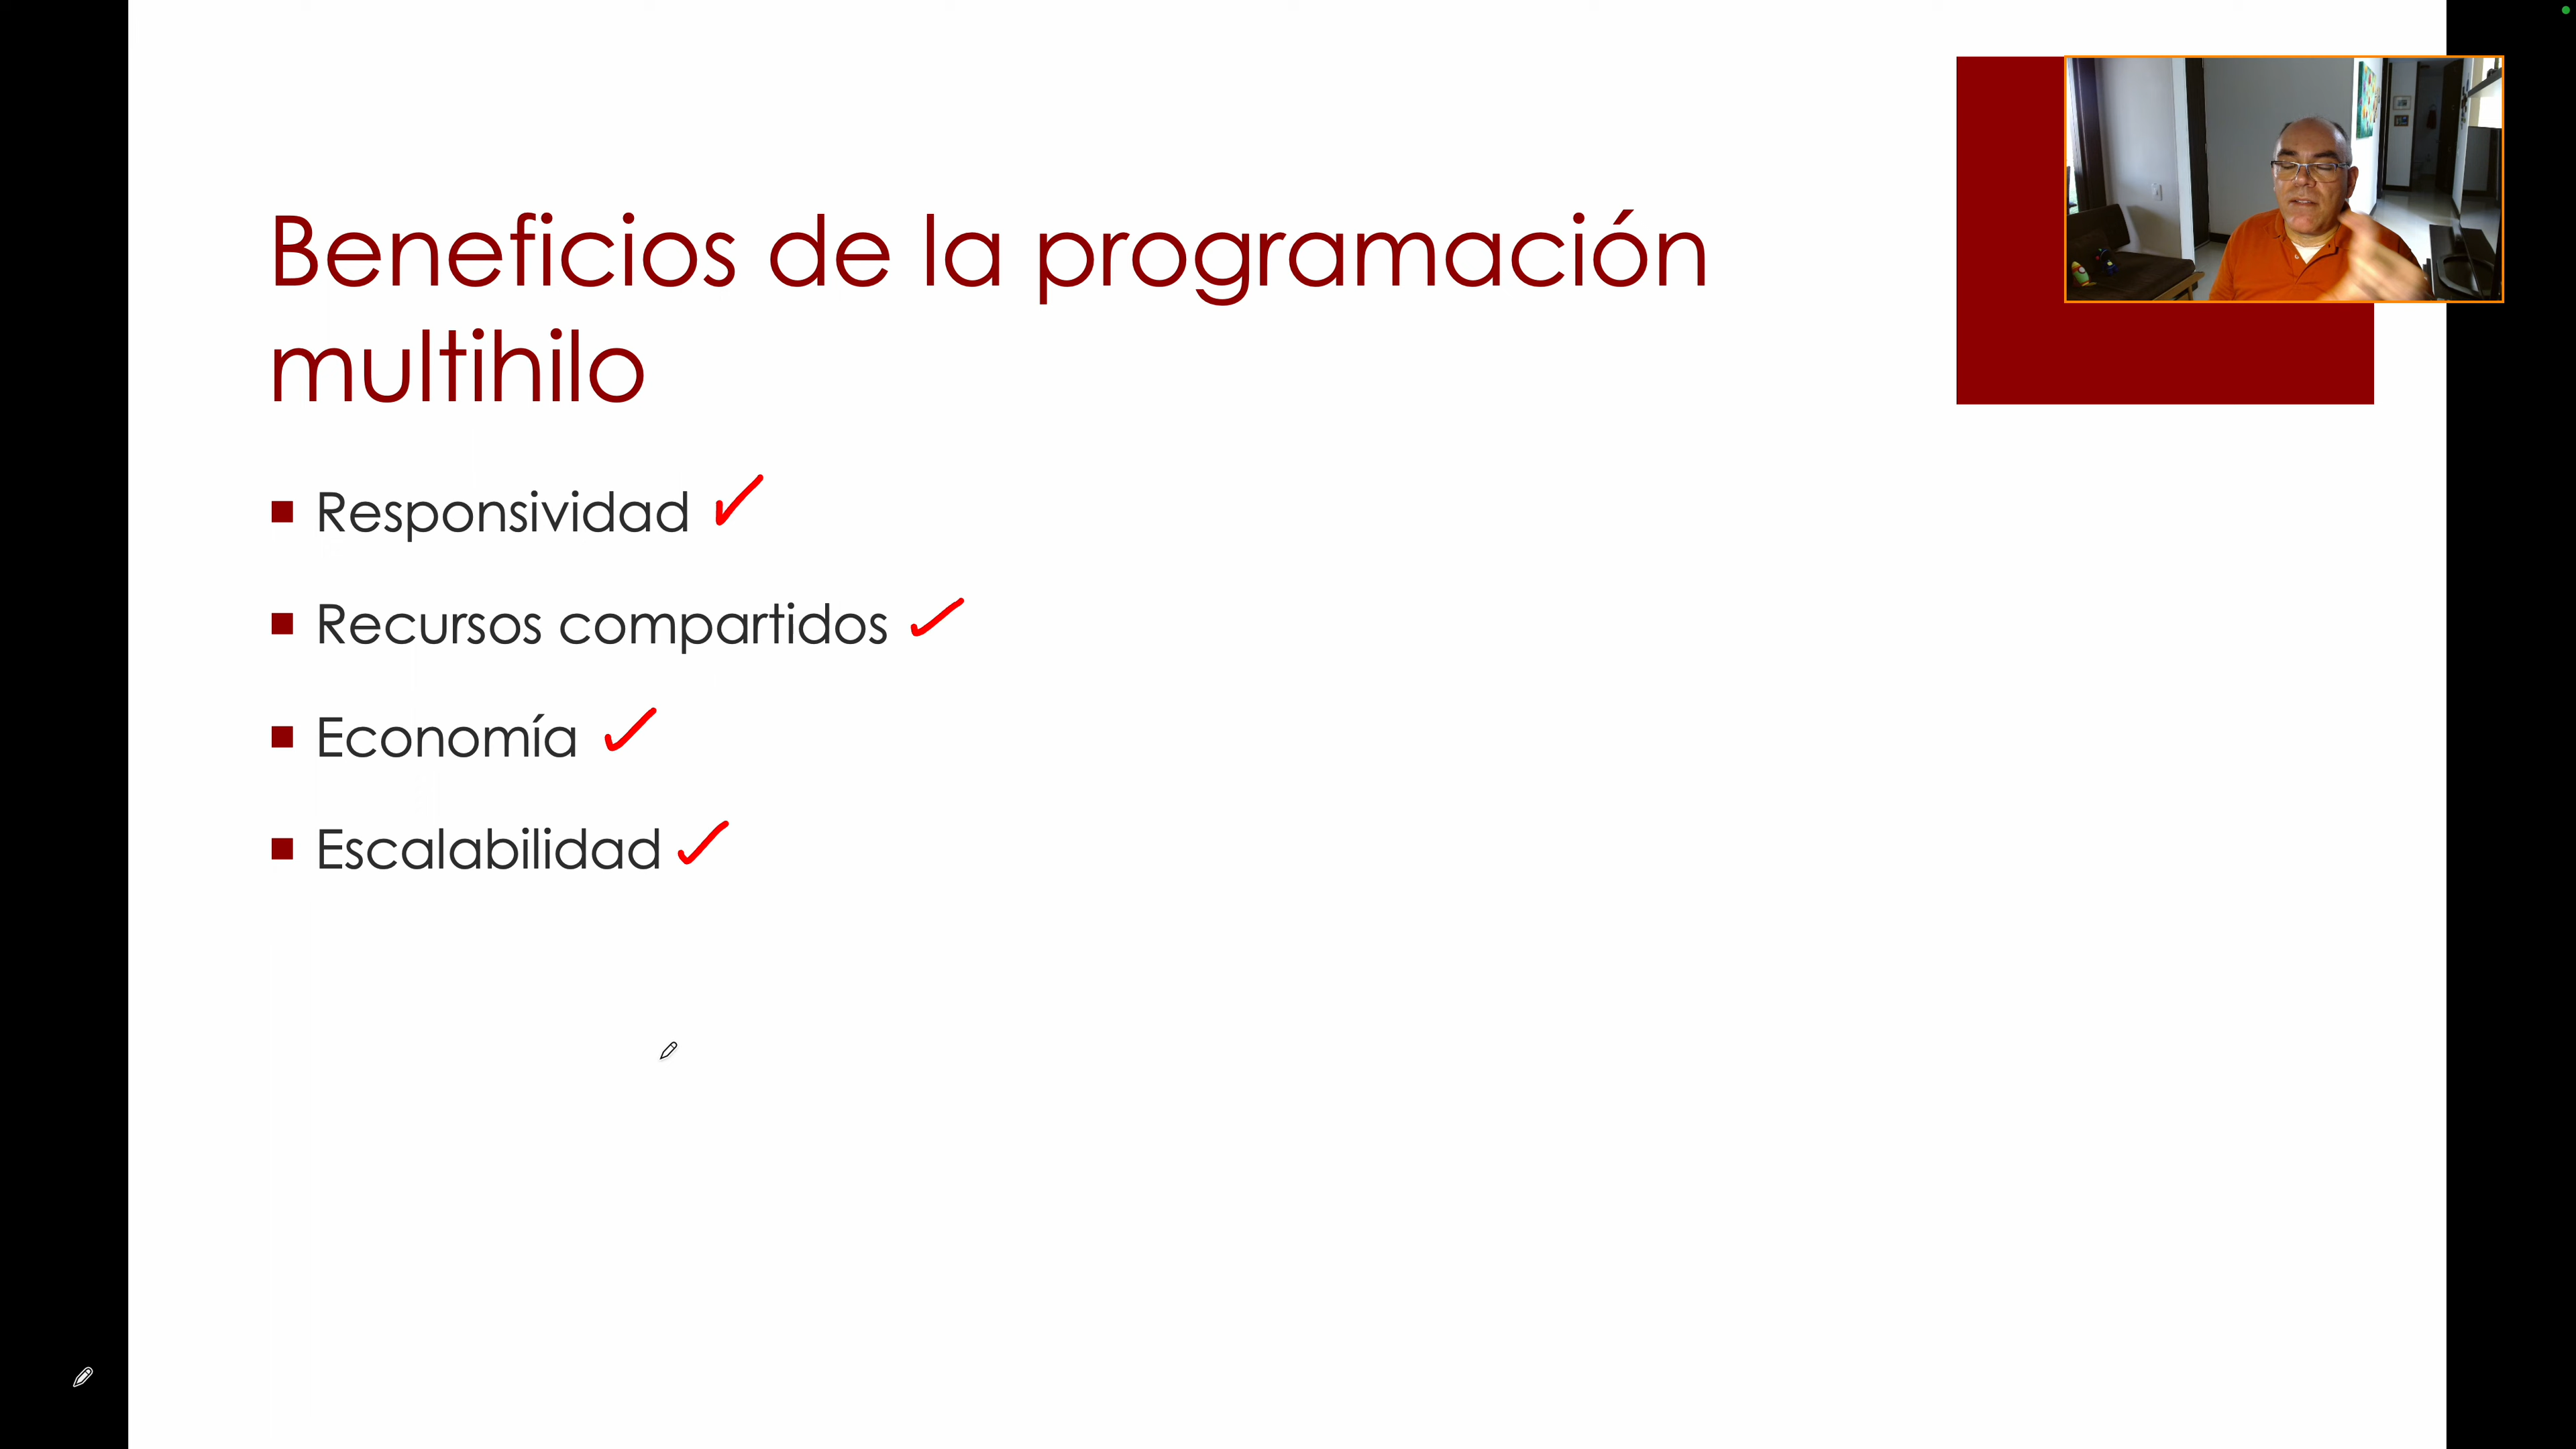 Beneficios de la programación
multihilo
Responsividad
Recursos compartidos
Economía
Escalabilidad